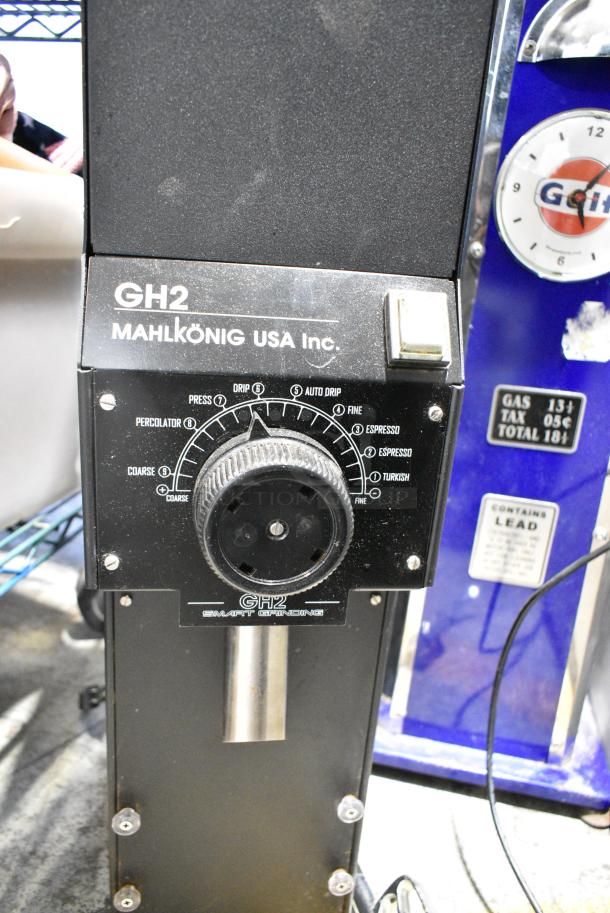 GH2
MAHLKÖNIG USA Inc.
DRIP 6
5 AUTO DRIP
PRESS 7
4 FINE
PERCOLATOR 8
3 ESPRESSO
2 ESPRESSO
COARSE 9
1 TURKISH
+
-
COARSE
FINE
GH2
SMART GRINDING
12
9
Gulf
6
GAS 13¢
TAX 05¢
TOTAL 18¢
CONTAINS
LEAD